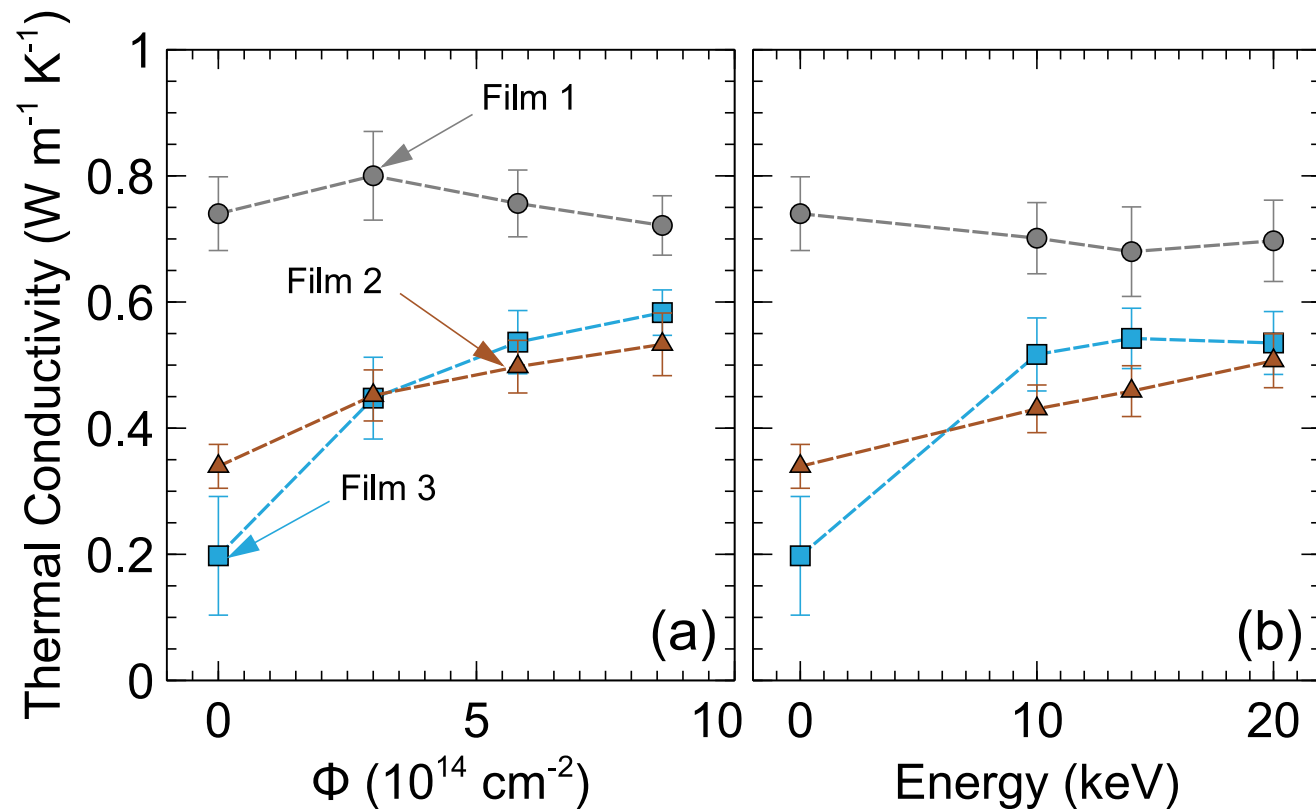 Thermal Conductivity (W m⁻¹ K⁻¹)
1
0.8
0.6
0.4
0.2
0
Film 1
Film 2
Film 3
(a)
(b)
0 5 10
0 10 20
Φ (10¹⁴ cm⁻²)
Energy (keV)